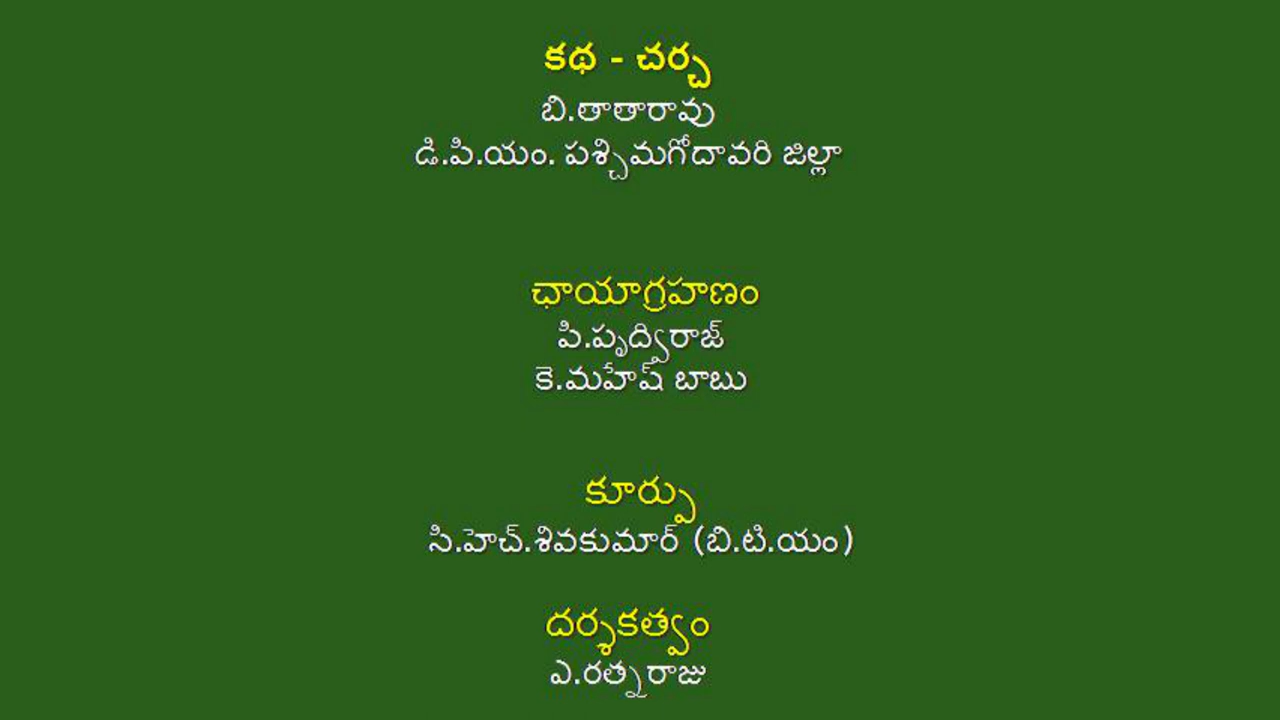 కథ - చర్చ
బి.తాతారావు
డి.పి.యం. పశ్చిమగోదావరి జిల్లా
ఛాయాగ్రహణం
పి.పృద్విరాజ్
కె.మహేష్ బాబు
కూర్పు
సి.హెచ్.శివకుమార్ (బి.టి.యం)
దర్శకత్వం
ఎ.రత్నరాజు